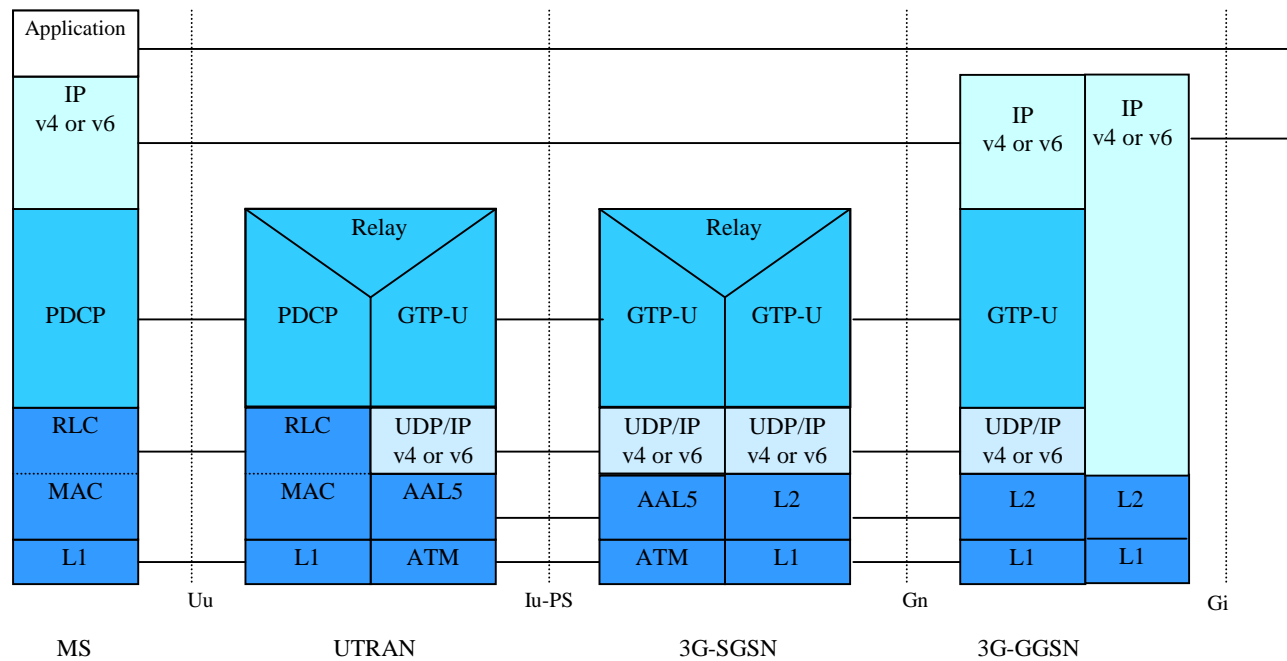 Application
IP
v4 or v6
IP
v4 or v6
IP
v4 or v6
Relay
Relay
PDCP
PDCP
GTP-U
GTP-U
GTP-U
GTP-U
RLC
RLC
UDP/IP
v4 or v6
UDP/IP
v4 or v6
UDP/IP
v4 or v6
UDP/IP
v4 or v6
MAC
MAC
AAL5
AAL5
L2
L2
L2
L1
L1
ATM
ATM
L1
L1
L1
Uu
Iu-PS
Gn
Gi
MS
UTRAN
3G-SGSN
3G-GGSN